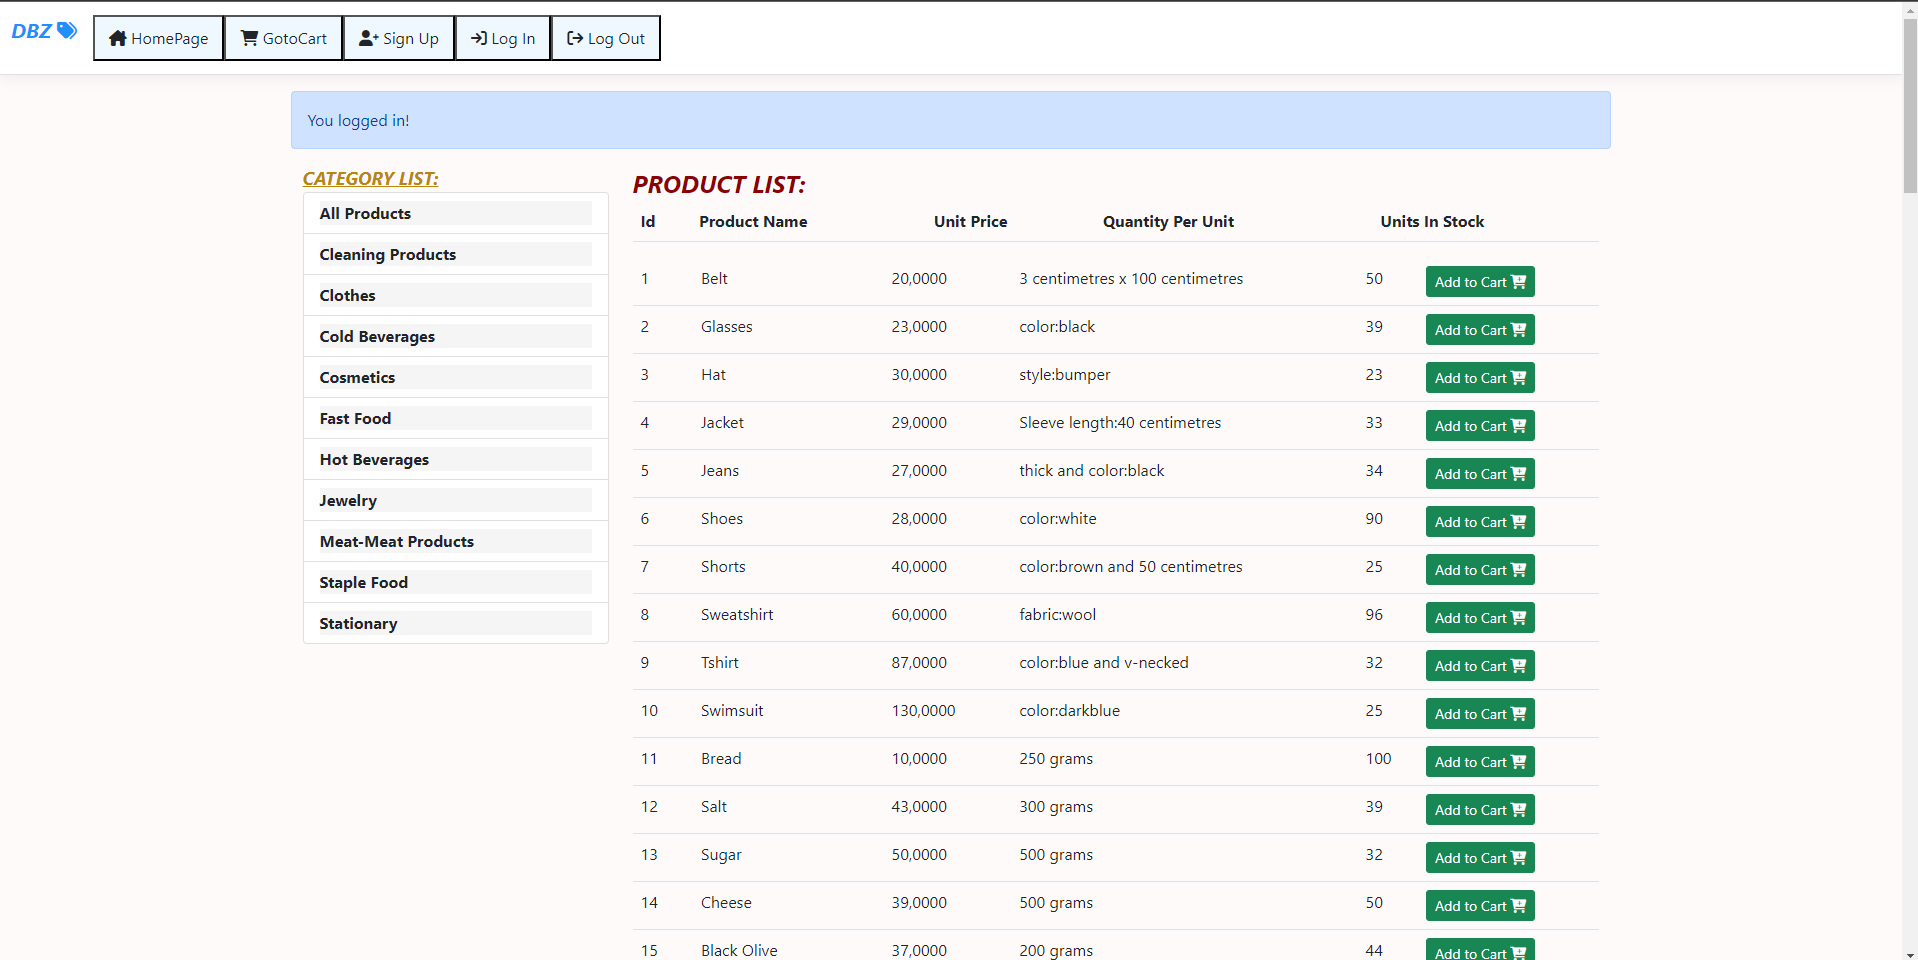 DBZ HomePage GotoCart Sign Up Log In Log Out
You logged in!
CATEGORY LIST:
All Products
Cleaning Products
Clothes
Cold Beverages
Cosmetics
Fast Food
Hot Beverages
Jewelry
Meat-Meat Products
Staple Food
Stationary
PRODUCT LIST:
Id Product Name Unit Price Quantity Per Unit Units In Stock
1 Belt 20,0000 3 centimetres x 100 centimetres 50 Add to Cart
2 Glasses 23,0000 color:black 39 Add to Cart
3 Hat 30,0000 style:bumper 23 Add to Cart
4 Jacket 29,0000 Sleeve length:40 centimetres 33 Add to Cart
5 Jeans 27,0000 thick and color:black 34 Add to Cart
6 Shoes 28,0000 color:white 90 Add to Cart
7 Shorts 40,0000 color:brown and 50 centimetres 25 Add to Cart
8 Sweatshirt 60,0000 fabric:wool 96 Add to Cart
9 Tshirt 87,0000 color:blue and v-necked 32 Add to Cart
10 Swimsuit 130,0000 color:darkblue 25 Add to Cart
11 Bread 10,0000 250 grams 100 Add to Cart
12 Salt 43,0000 300 grams 39 Add to Cart
13 Sugar 50,0000 500 grams 32 Add to Cart
14 Cheese 39,0000 500 grams 50 Add to Cart
15 Black Olive 37,0000 200 grams 44 Add to Cart